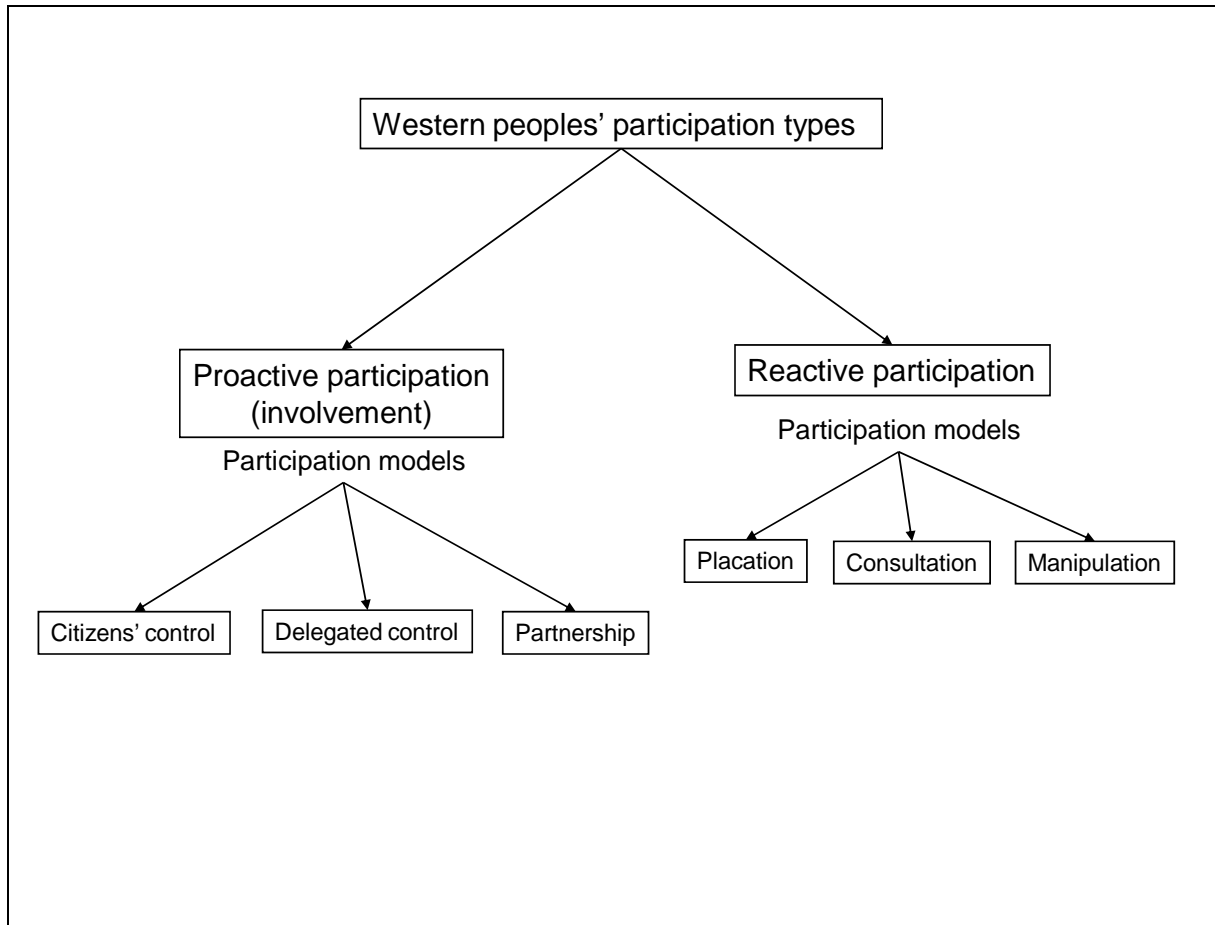 Western peoples’ participation types
Proactive participation
(involvement)
Participation models
Citizens’ control
Delegated control
Partnership
Reactive participation
Participation models
Placation
Consultation
Manipulation